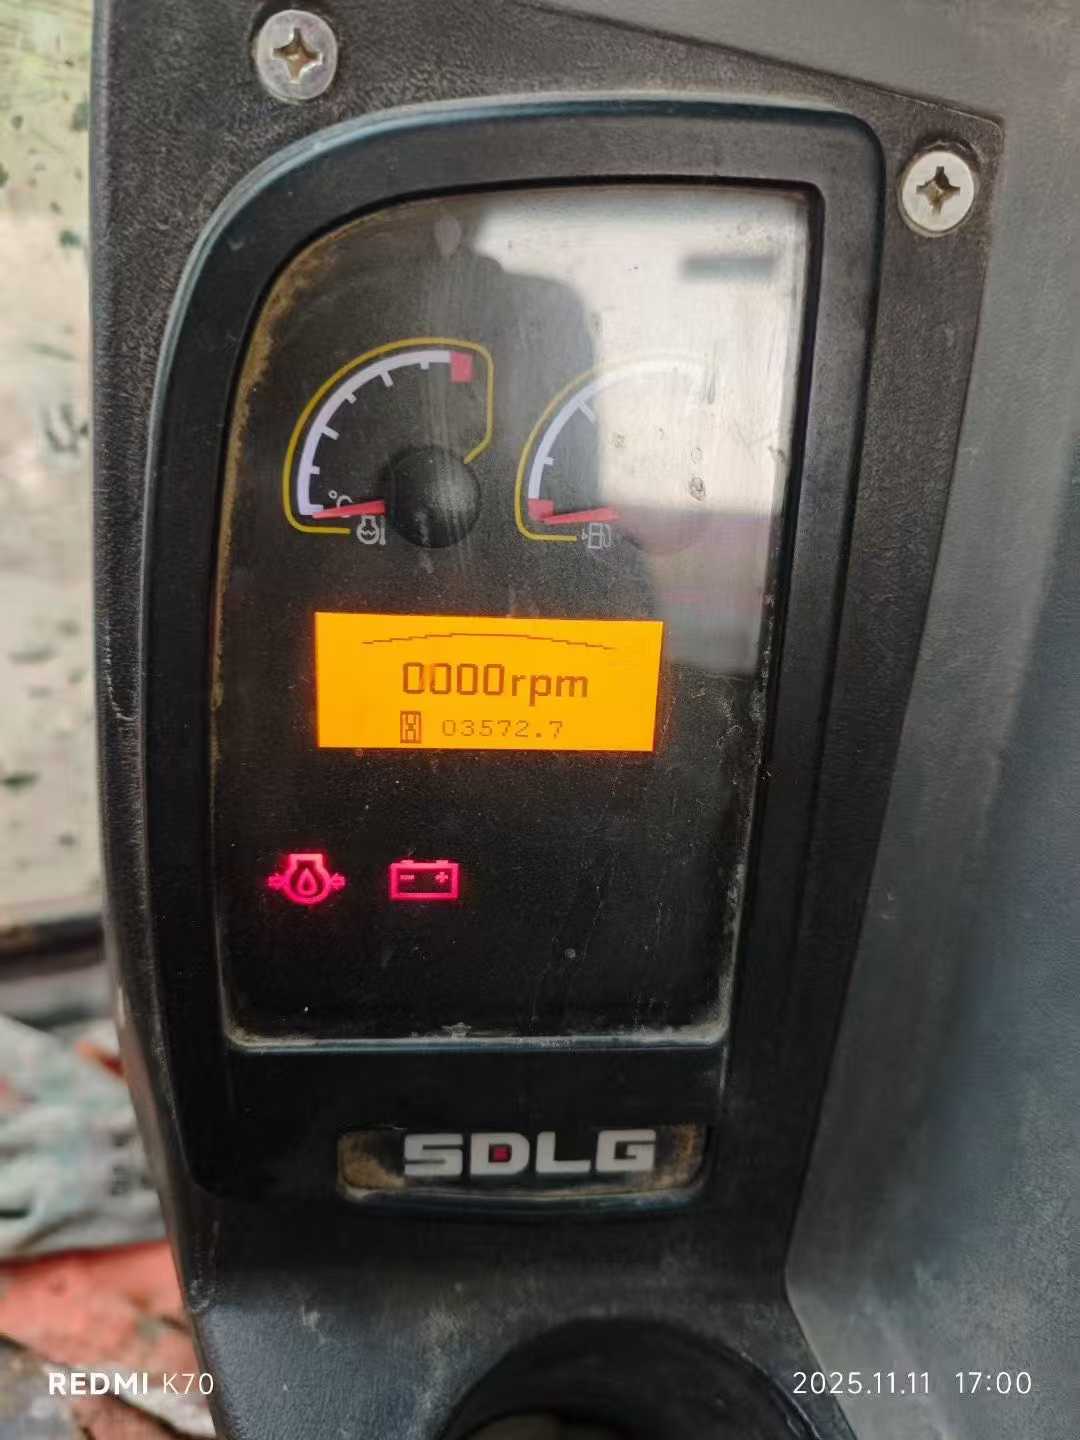 °C
0000rpm
03572.7
SDLG
REDMI K70
2025.11.11 17:00